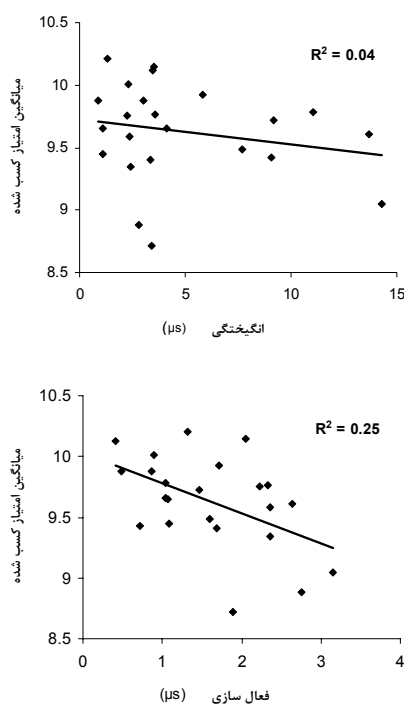 R² = 0.04
میانگین امتیاز کسب شده
10.5
10
9.5
9
8.5
0 5 10 15
انگیختگی (µs)
R² = 0.25
میانگین امتیاز کسب شده
10.5
10
9.5
9
8.5
0 1 2 3 4
فعال سازی (µs)